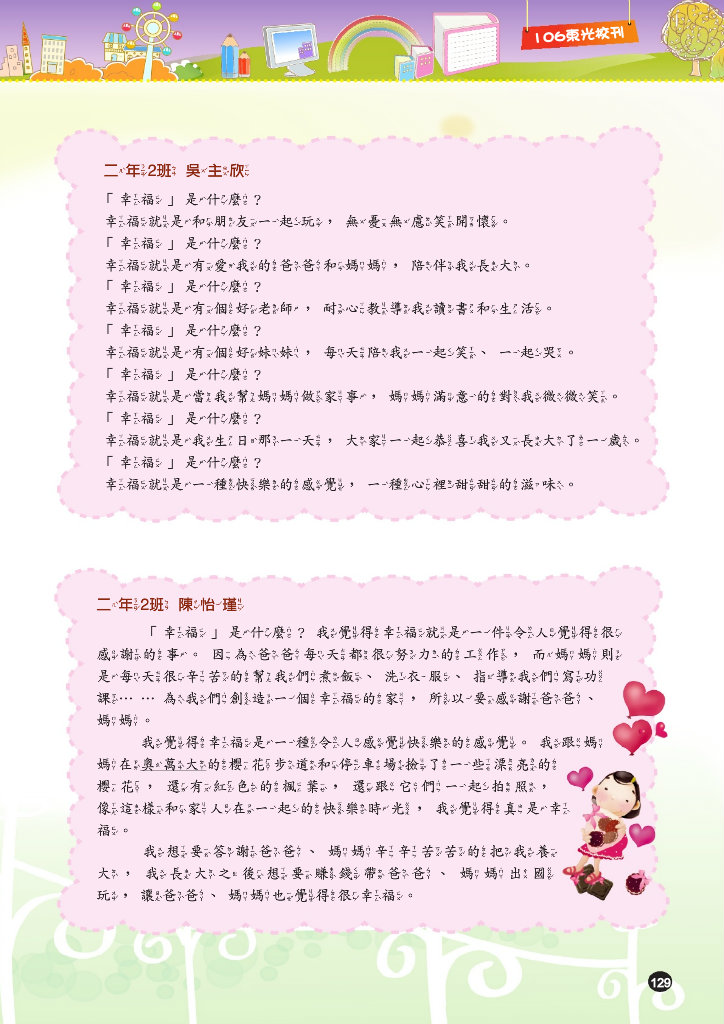 106東光校刊
二年2班 吳主欣
「幸福」是什麼？
幸福就是和朋友一起玩，無憂無慮笑開懷。
「幸福」是什麼？
幸福就是有愛我的爸爸和媽媽，陪伴我長大。
「幸福」是什麼？
幸福就是有個好老師，耐心教導我讀書和生活。
「幸福」是什麼？
幸福就是有個好妹妹，每天陪我一起笑、一起哭。
「幸福」是什麼？
幸福就是當我幫媽媽做家事，媽媽滿意的對我微微笑。
「幸福」是什麼？
幸福就是我生日那一天，大家一起恭喜我又長大了一歲。
「幸福」是什麼？
幸福就是一種快樂的感覺，一種心裡甜甜的滋味。
二年2班 陳怡瑾
「幸福」是什麼？我覺得幸福就是一件令人覺得很
感謝的事。因為爸爸每天都很努力的工作，而媽媽則
是每天很辛苦的幫我們煮飯、洗衣服、指導我們寫功
課……為我們創造一個幸福的家，所以要感謝爸爸、
媽媽。
我覺得幸福是一種令人感覺快樂的感覺。我跟媽
媽在奧萬大的櫻花步道和停車場撿了一些漂亮的
櫻花，還有紅色的楓葉，還跟它們一起拍照，
像這樣和家人在一起的快樂時光，我覺得真是幸
福。
我想要答謝爸爸、媽媽辛辛苦苦的把我養
大，我長大之後想要賺錢帶爸爸、媽媽出國
玩，讓爸爸、媽媽也覺得很幸福。
129